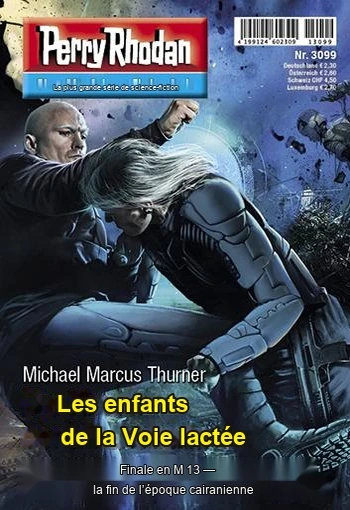 Perry Rhodan
La plus grande série de science-fiction
4 199124 602309
13099
Nr. 3099
Deutschland € 2,30
Österreich € 2,60
Schweiz CHF 4,50
Luxemburg € 2,70
Michael Marcus Thurner
Les enfants
de la Voie lactée
Finale en M 13 —
la fin de l'époque cairanienne